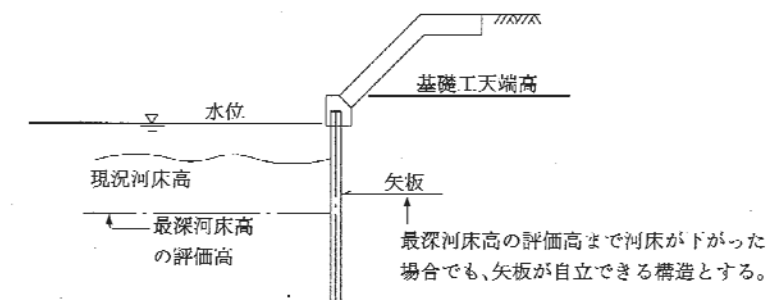 基礎工天端高
水位
現況河床高
矢板
最深河床高
の評価高
最深河床高の評価高まで河床が下がった
場合でも、矢板が自立できる構造とする。